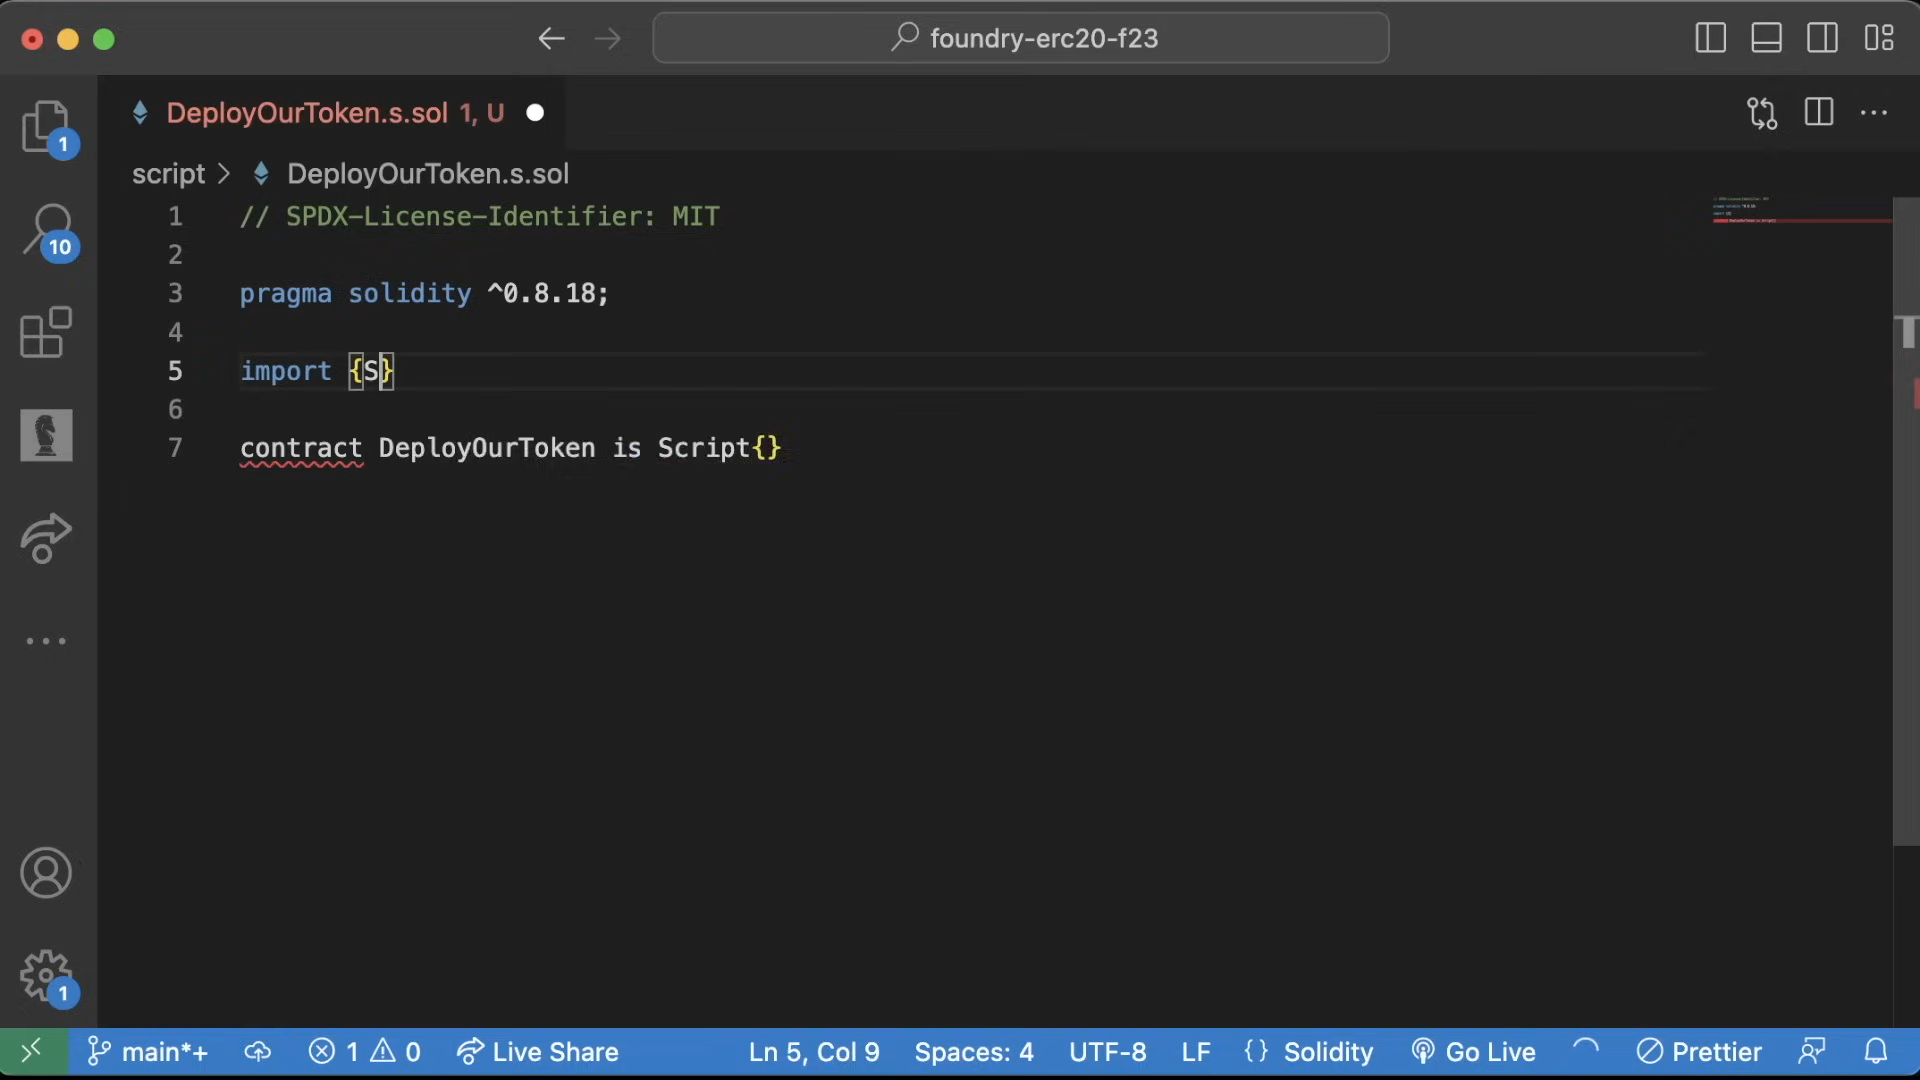 foundry-erc20-f23
DeployOurToken.s.sol 1, U
script > DeployOurToken.s.sol
1 // SPDX-License-Identifier: MIT
2
3 pragma solidity ^0.8.18;
4
5 import {S}
6
7 contract DeployOurToken is Script{}
1
10
1
main*+ 1 0 Live Share Ln 5, Col 9 Spaces: 4 UTF-8 LF {} Solidity Go Live Prettier